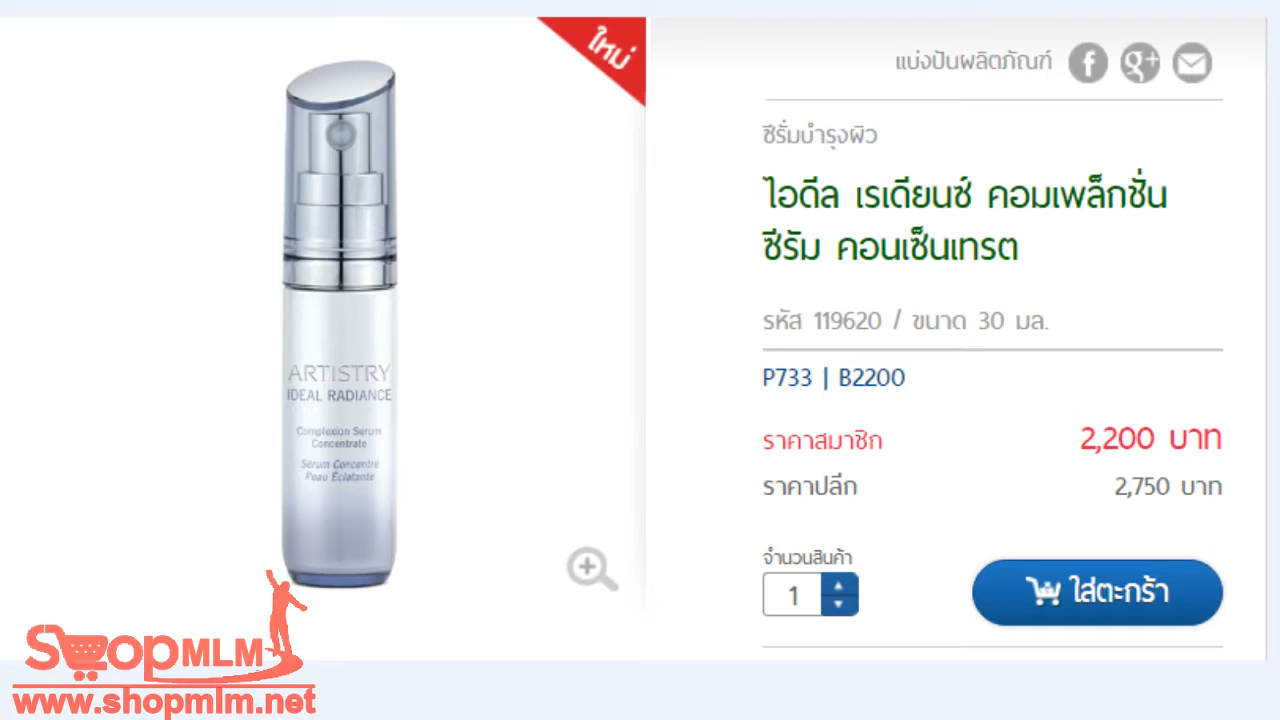 ใหม่
ARTISTRY
IDEAL RADIANCE
Complexion Serum
Concentrate
Sérum Concentré
Peau Éclatante
แบ่งปันผลิตภัณฑ์
f
g+
ซีรั่มบำรุงผิว
ไอดีล เรเดียนซ์ คอมเพล็กชั่น
ซีรัม คอนเซ็นเทรต
รหัส 119620 / ขนาด 30 มล.
P733 | B2200
ราคาสมาชิก 2,200 บาท
ราคาปลีก 2,750 บาท
จำนวนสินค้า
1
ใส่ตะกร้า
SHOPMLM
www.shopmlm.net